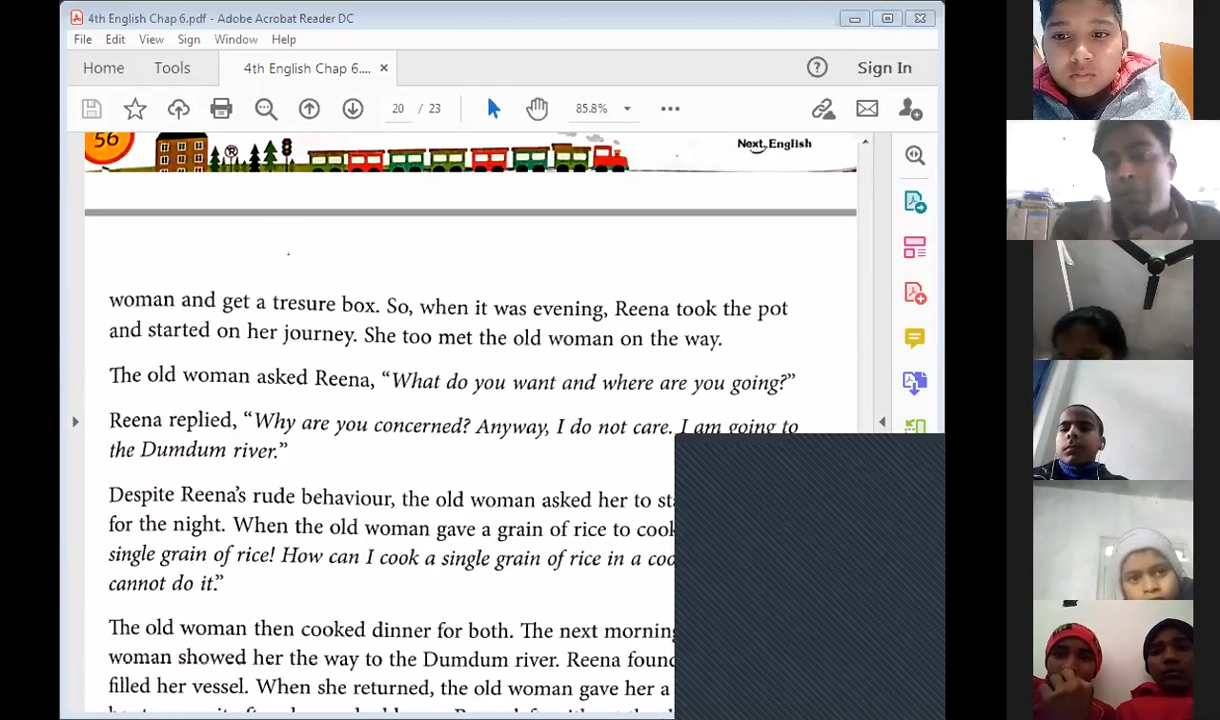 4th English Chap 6.pdf - Adobe Acrobat Reader DC
File Edit View Sign Window Help
Home Tools 4th English Chap 6.... × Sign In
20 / 23 85.8%
56 Next English
woman and get a tresure box. So, when it was evening, Reena took the pot
and started on her journey. She too met the old woman on the way.
The old woman asked Reena, “What do you want and where are you going?”
Reena replied, “Why are you concerned? Anyway, I do not care. I am going to
the Dumdum river.”
Despite Reena’s rude behaviour, the old woman asked her to
for the night. When the old woman gave a grain of rice to
single grain of rice! How can I cook a single grain of rice in a
cannot do it.”
The old woman then cooked dinner for both. The next
woman showed her the way to the Dumdum river. Reena
filled her vessel. When she returned, the old woman gave her a